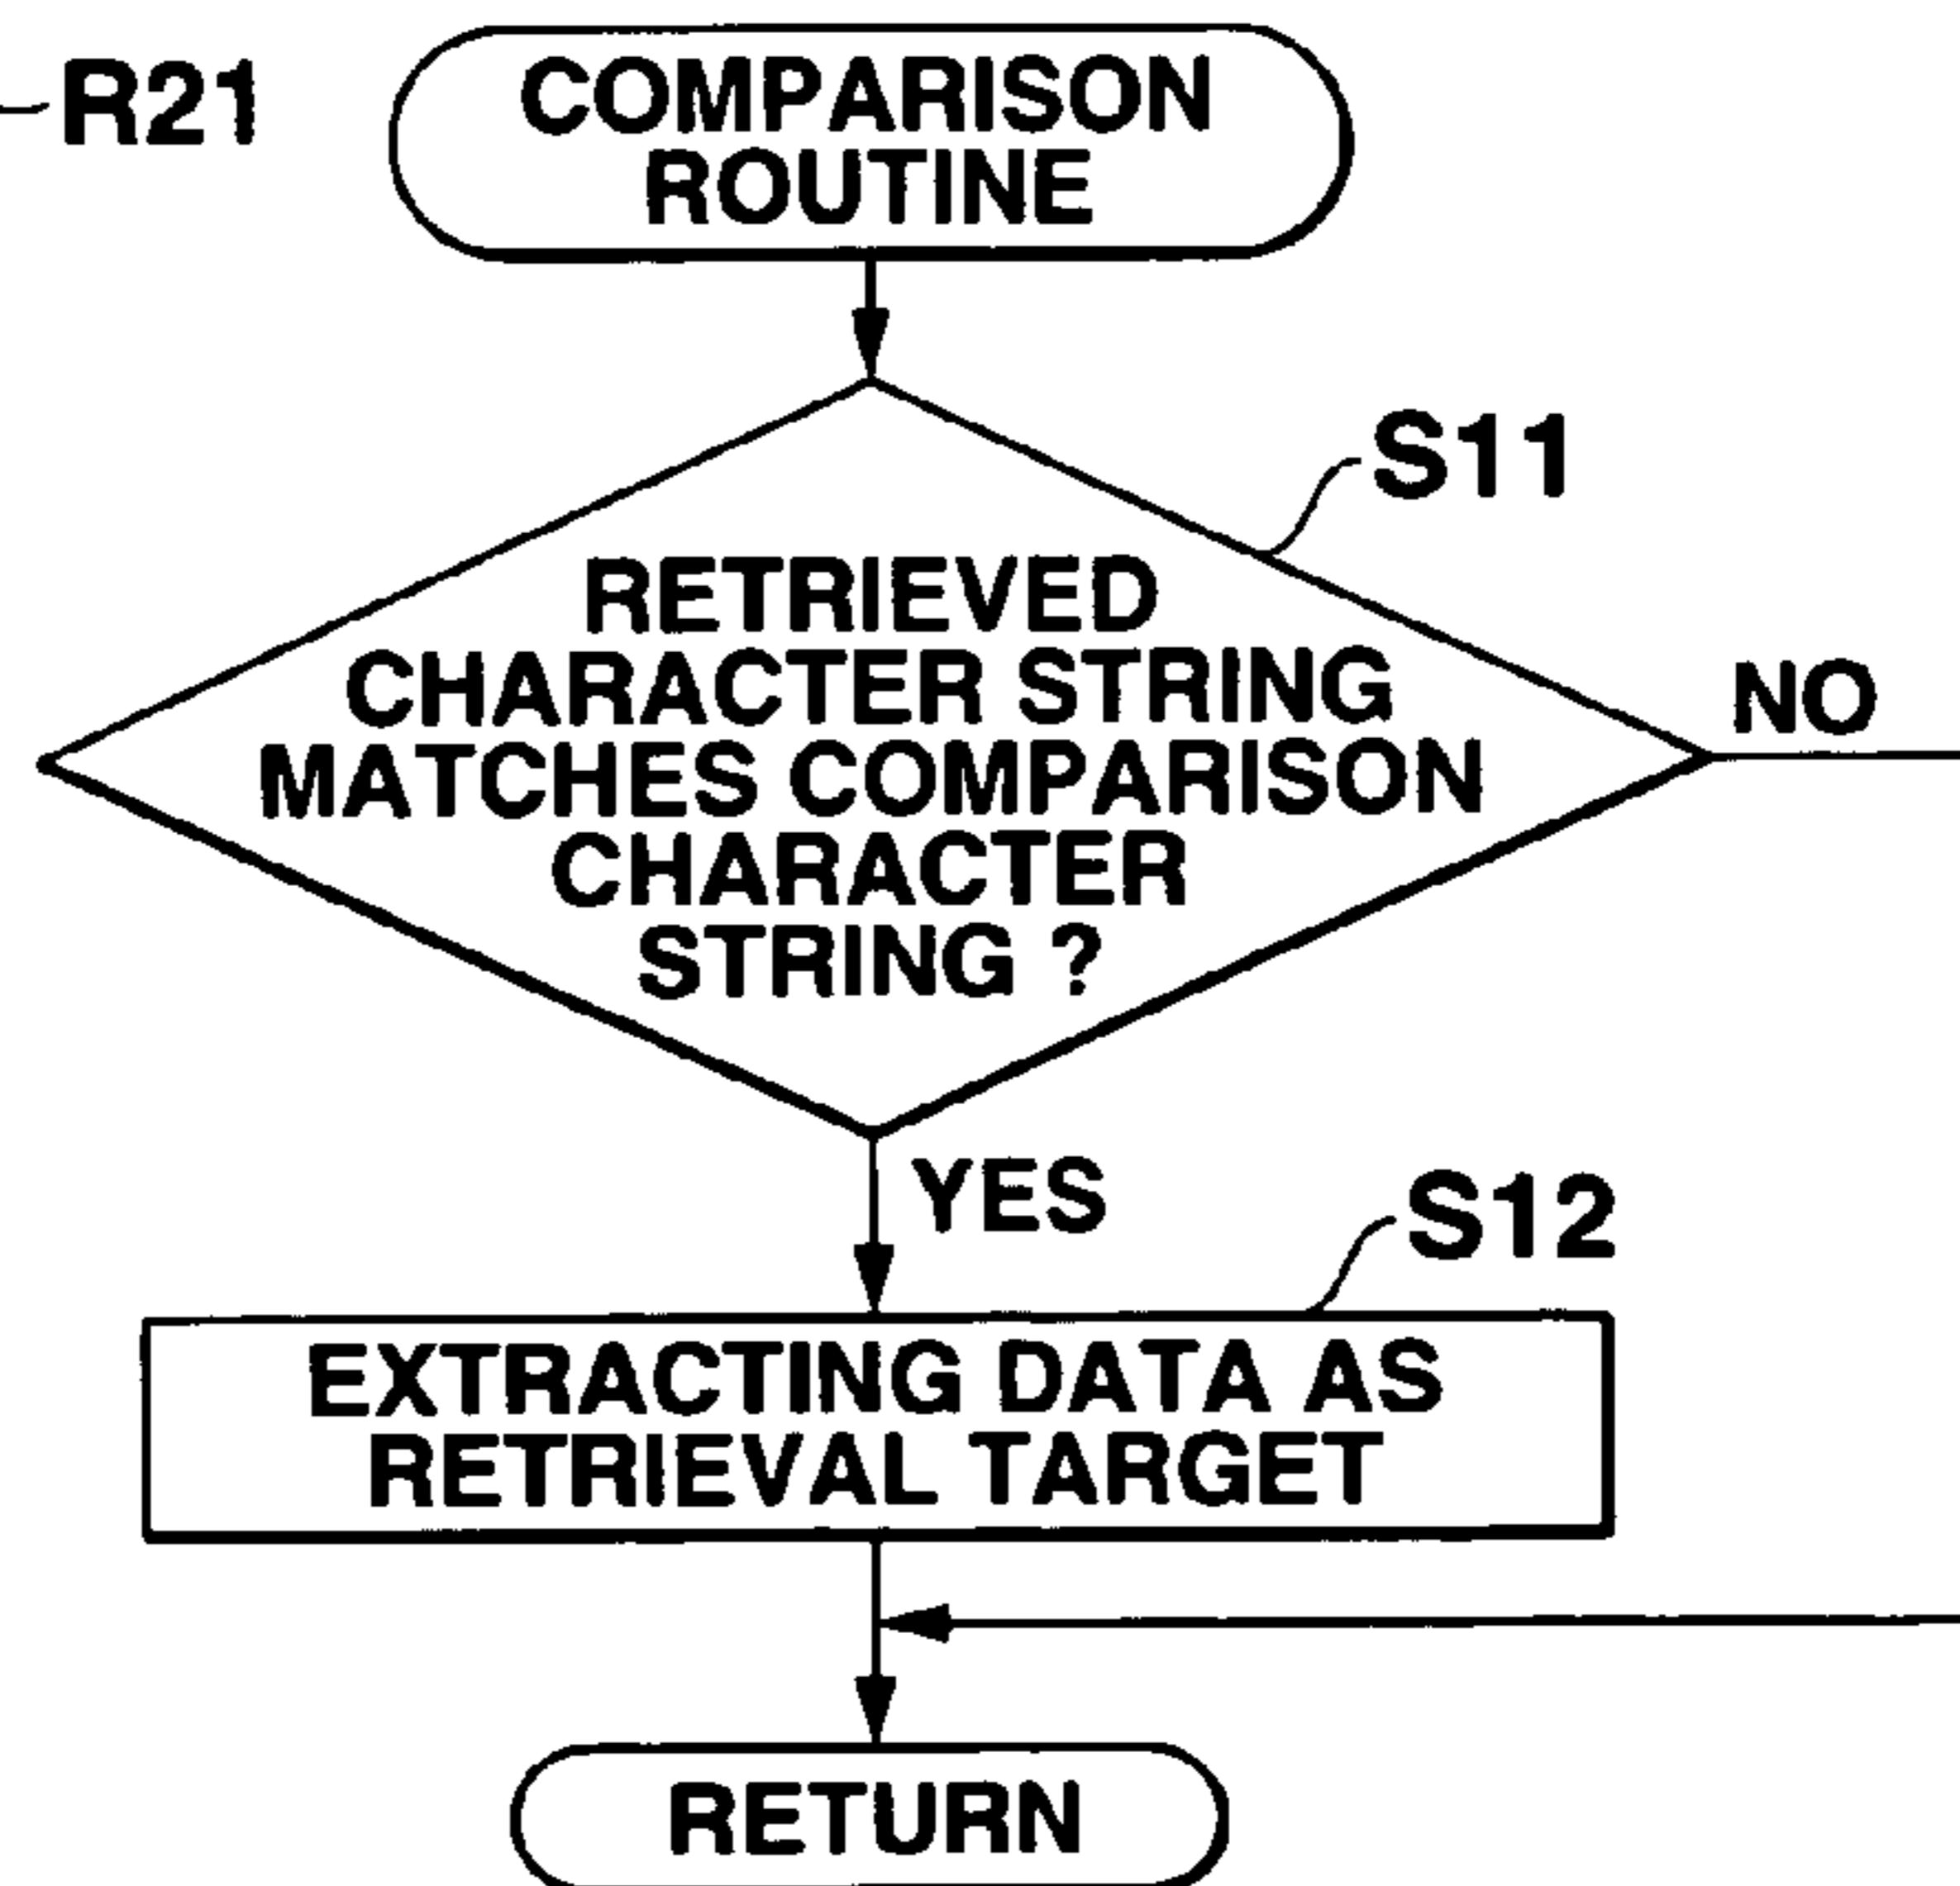 R21
COMPARISON
ROUTINE
S11
RETRIEVED
CHARACTER STRING
MATCHES COMPARISON
CHARACTER
STRING ?
NO
YES
S12
EXTRACTING DATA AS
RETRIEVAL TARGET
RETURN